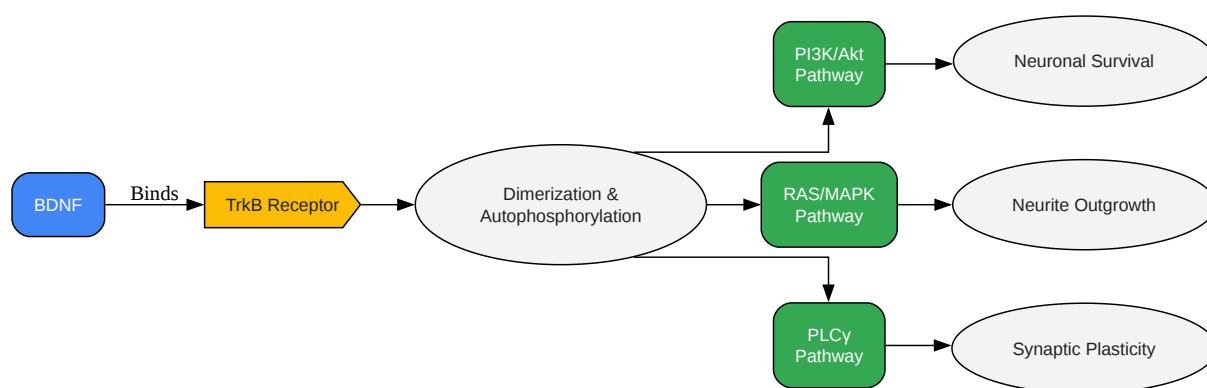 PI3K/Akt
Pathway
Neuronal Survival
BDNF
Binds
TrkB Receptor
Dimerization &
Autophosphorylation
RAS/MAPK
Pathway
Neurite Outgrowth
PLCγ
Pathway
Synaptic Plasticity